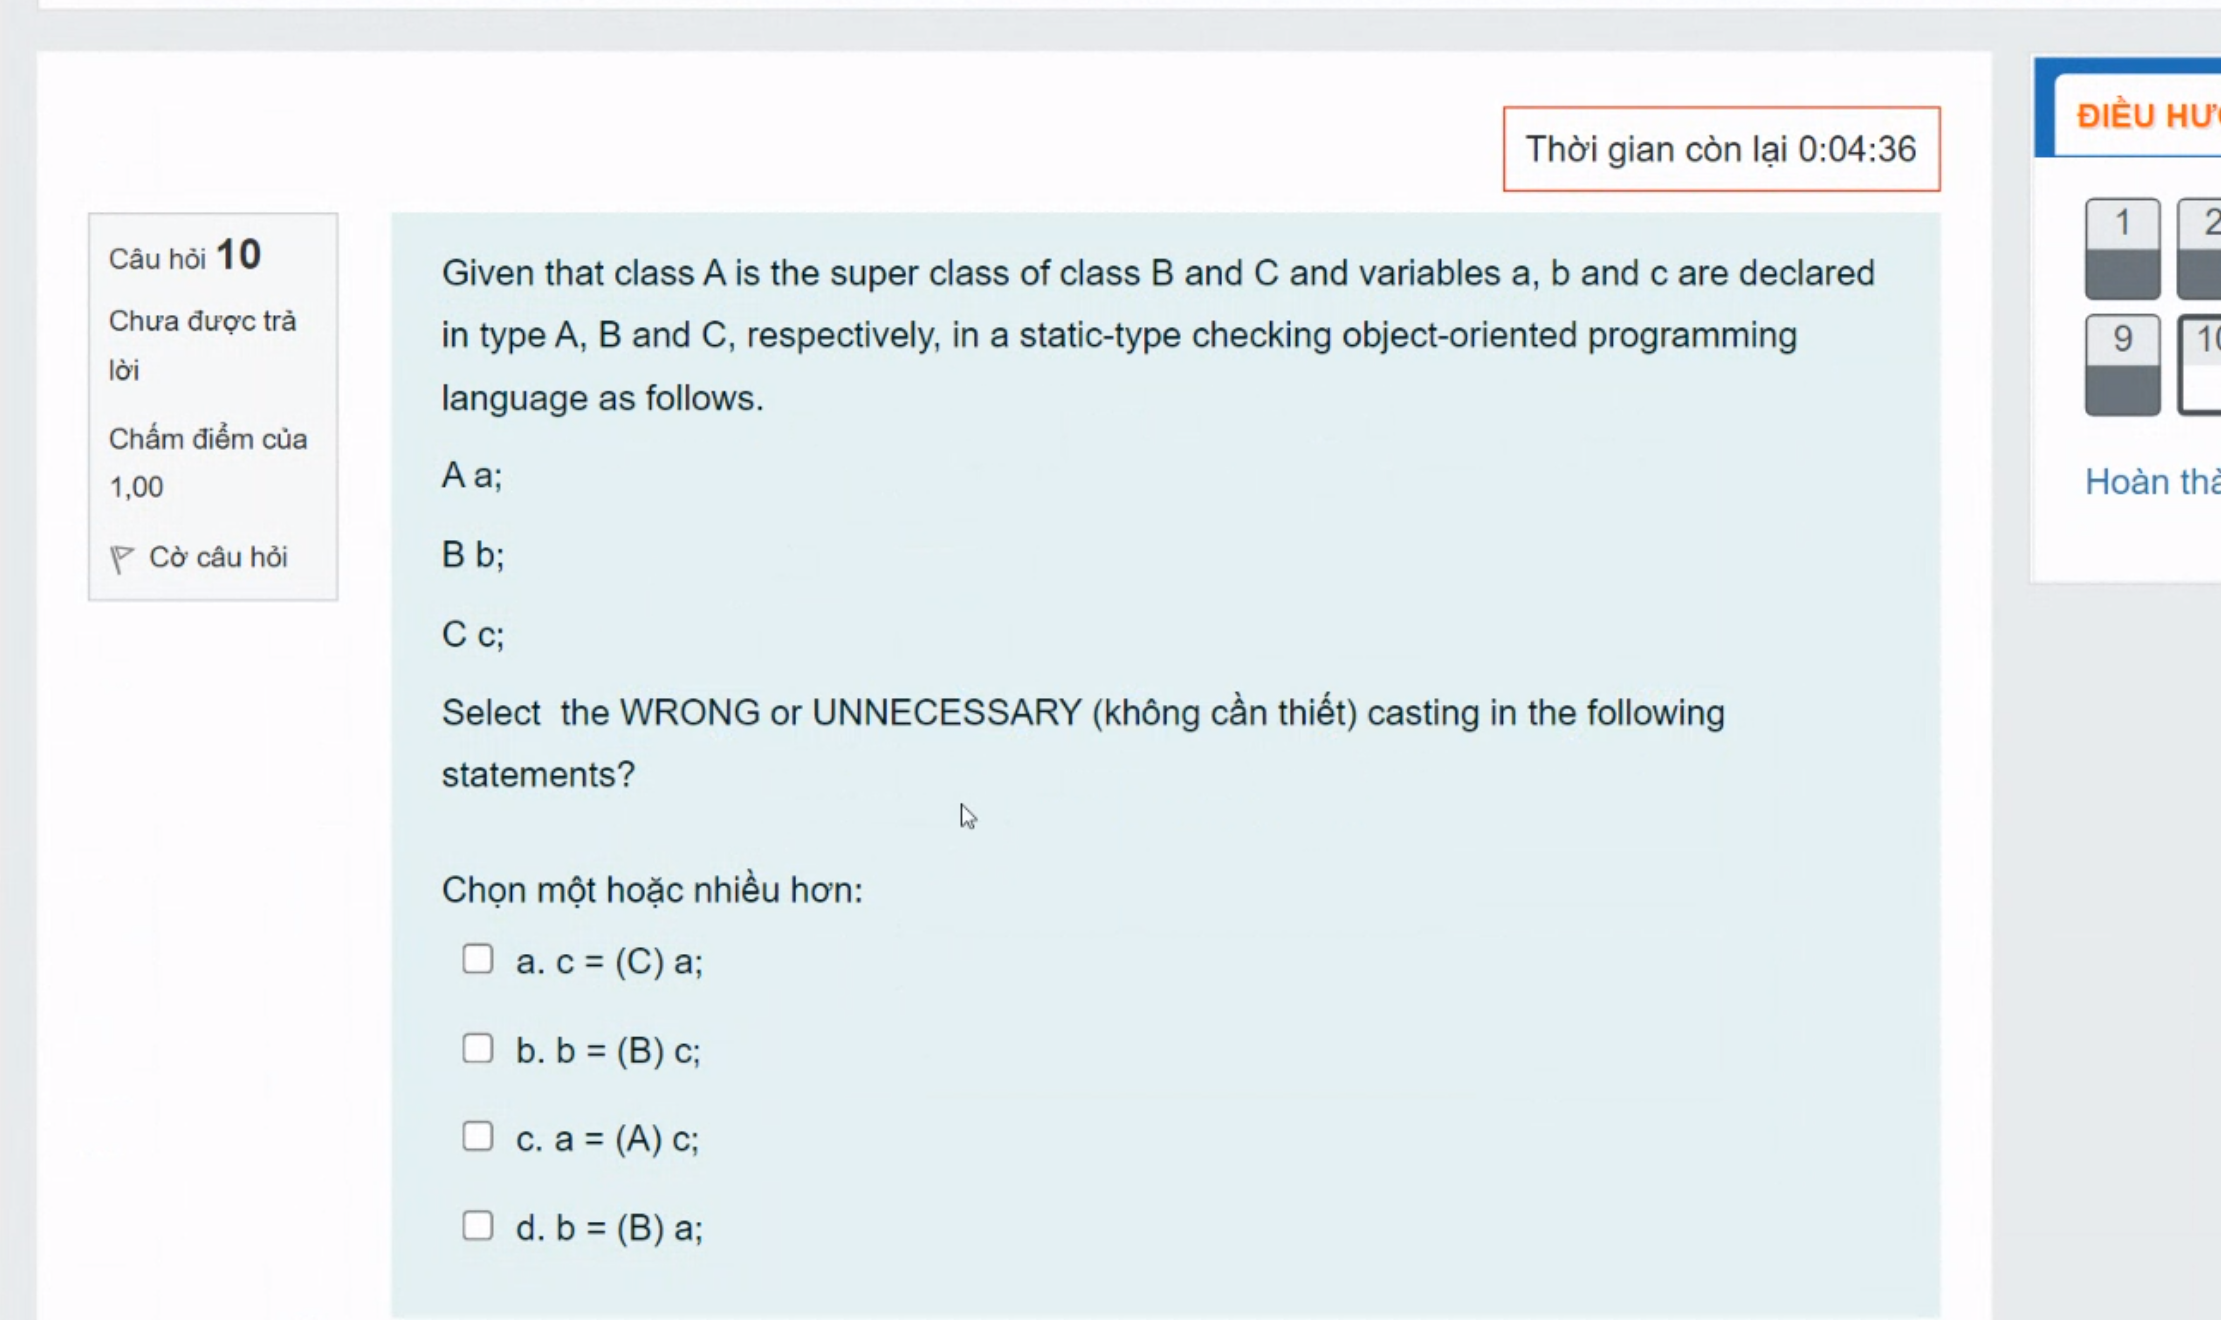 Thời gian còn lại 0:04:36
Câu hỏi 10
Chưa được trả
lời
Chấm điểm của
1,00
Cờ câu hỏi
Given that class A is the super class of class B and C and variables a, b and c are declared
in type A, B and C, respectively, in a static-type checking object-oriented programming
language as follows.
A a;
B b;
C c;
Select the WRONG or UNNECESSARY (không cần thiết) casting in the following
statements?
Chọn một hoặc nhiều hơn:
a. c = (C) a;
b. b = (B) c;
c. a = (A) c;
d. b = (B) a;
ĐIỀU
1 2
9 10
Hoàn